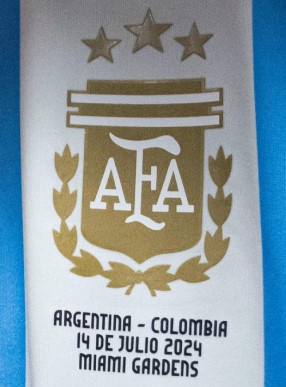 AFA
ARGENTINA - COLOMBIA
14 DE JULIO 2024
MIAMI GARDENS